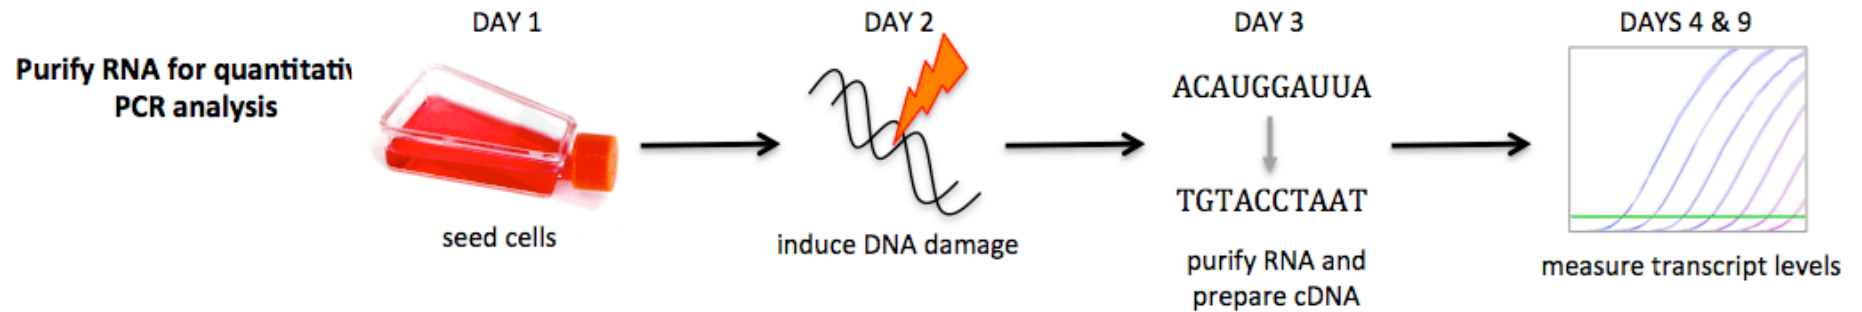 DAY 1
DAY 2
DAY 3
DAYS 4 & 9
Purify RNA for quantitativ
PCR analysis
ACAUGGAUUA
TGTACCTAAT
seed cells
induce DNA damage
purify RNA and
prepare cDNA
measure transcript levels